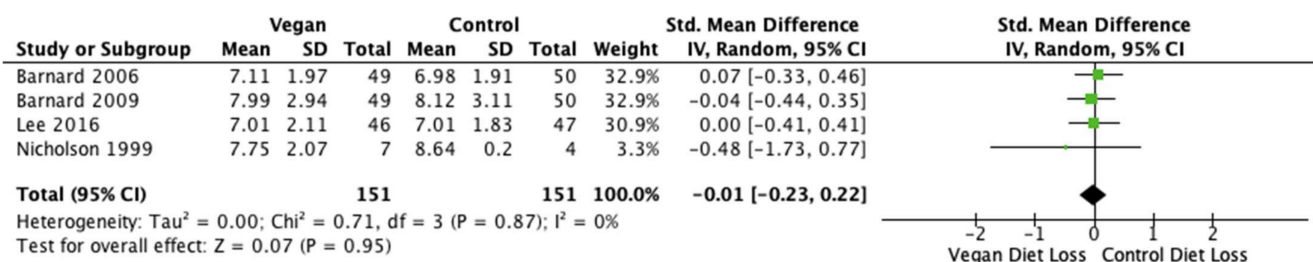 Vegan Control Std. Mean Difference Std. Mean Difference
Study or Subgroup Mean SD Total Mean SD Total Weight IV, Random, 95% CI IV, Random, 95% CI
Barnard 2006 7.11 1.97 49 6.98 1.91 50 32.9% 0.07 [-0.33, 0.46]
Barnard 2009 7.99 2.94 49 8.12 3.11 50 32.9% -0.04 [-0.44, 0.35]
Lee 2016 7.01 2.11 46 7.01 1.83 47 30.9% 0.00 [-0.41, 0.41]
Nicholson 1999 7.75 2.07 7 8.64 0.2 4 3.3% -0.48 [-1.73, 0.77]
Total (95% CI) 151 151 100.0% -0.01 [-0.23, 0.22]
Heterogeneity: Tau² = 0.00; Chi² = 0.71, df = 3 (P = 0.87); I² = 0%
Test for overall effect: Z = 0.07 (P = 0.95)
-2 -1 0 1 2
Vegan Diet Loss Control Diet Loss